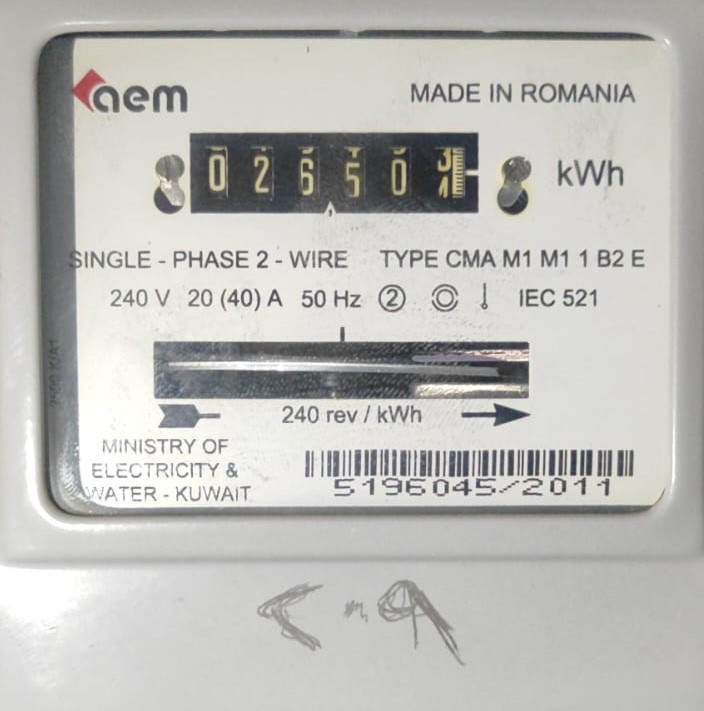 aem
MADE IN ROMANIA
0 2 6 5 0 kWh
SINGLE - PHASE 2 - WIRE TYPE CMA M1 M1 1 B2 E
240 V 20 (40) A 50 Hz ② IEC 521
240 rev / kWh
MINISTRY OF
ELECTRICITY &
WATER - KUWAIT
5196045/2011